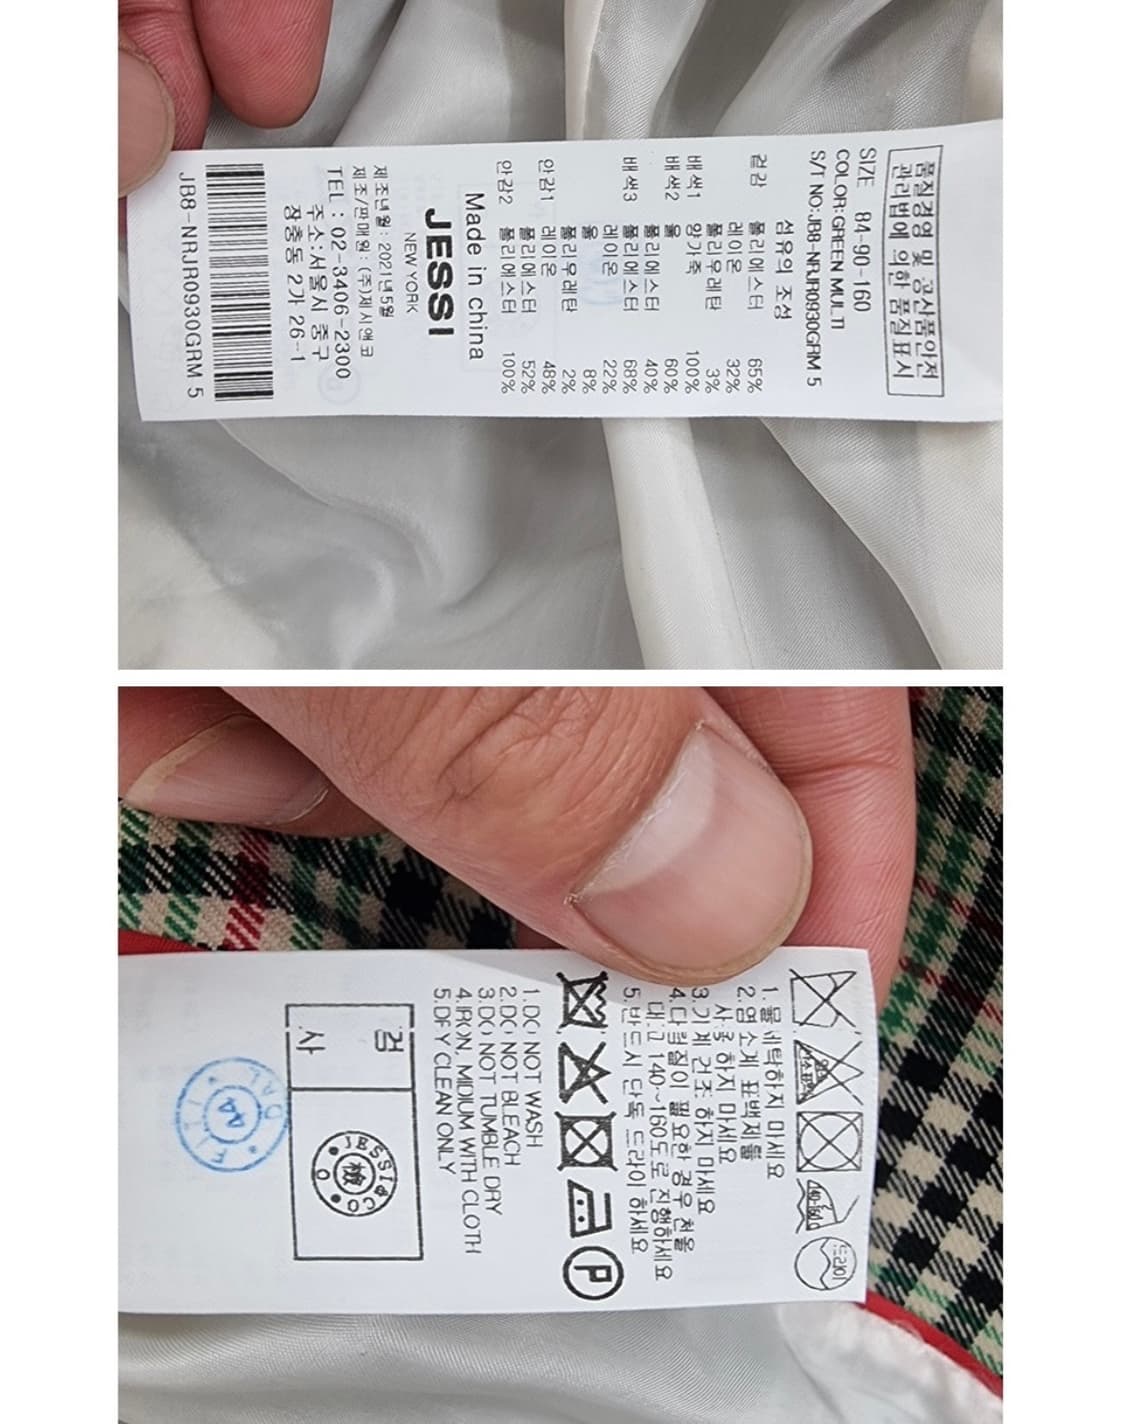 품질경영 및 공산품안전
관리법에 의한 품질표시
SIZE 84-90-160
COLOR:GREEN MULTI
S/T NO:JB8-NRJR0930GRM 5
섬유의 조성
겉감 폴리에스터 65%
레이온 32%
폴리우레탄 3%
배색1 양가죽 100%
배색2 울 60%
폴리에스터 40%
배색3 폴리에스터 68%
레이온 22%
울 8%
폴리우레탄 2%
안감1 레이온 48%
폴리에스터 52%
안감2 폴리에스터 100%
Made in china
JESSI
NEW YORK
제조년월 : 2021년5월
제조/판매원 : (주)제시앤코
TEL : 02-3406-2300
주소:서울시 중구
장충동 2가 26-1
JB8-NRJR0930GRM 5
염소표백
140~160℃
드라이
1.물세탁하지 마세요
2.염소계 표백제를
사용하지 마세요
3.기계 건조 하지 마세요
4.다림질이 필요한 경우 천을
대고 140~160도로 진행하세요
5.반드시 단독 드라이 하세요
P
1.DO NOT WASH
2.DO NOT BLEACH
3.DO NOT TUMBLE DRY
4.IRON, MEDIUM WITH CLOTH
5.DRY CLEAN ONLY
검
사
JESSI&CO
檢